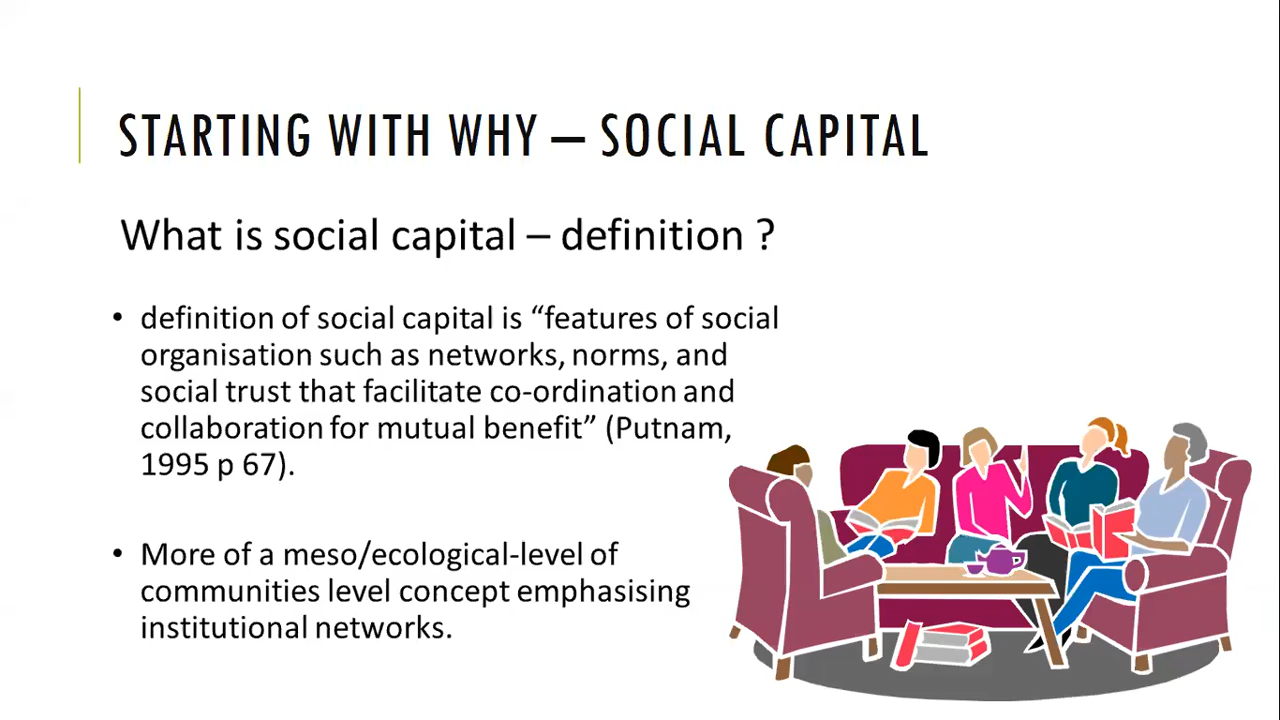 STARTING WITH WHY – SOCIAL CAPITAL
What is social capital – definition ?
• definition of social capital is “features of social
organisation such as networks, norms, and
social trust that facilitate co-ordination and
collaboration for mutual benefit” (Putnam,
1995 p 67).
• More of a meso/ecological-level of
communities level concept emphasising
institutional networks.